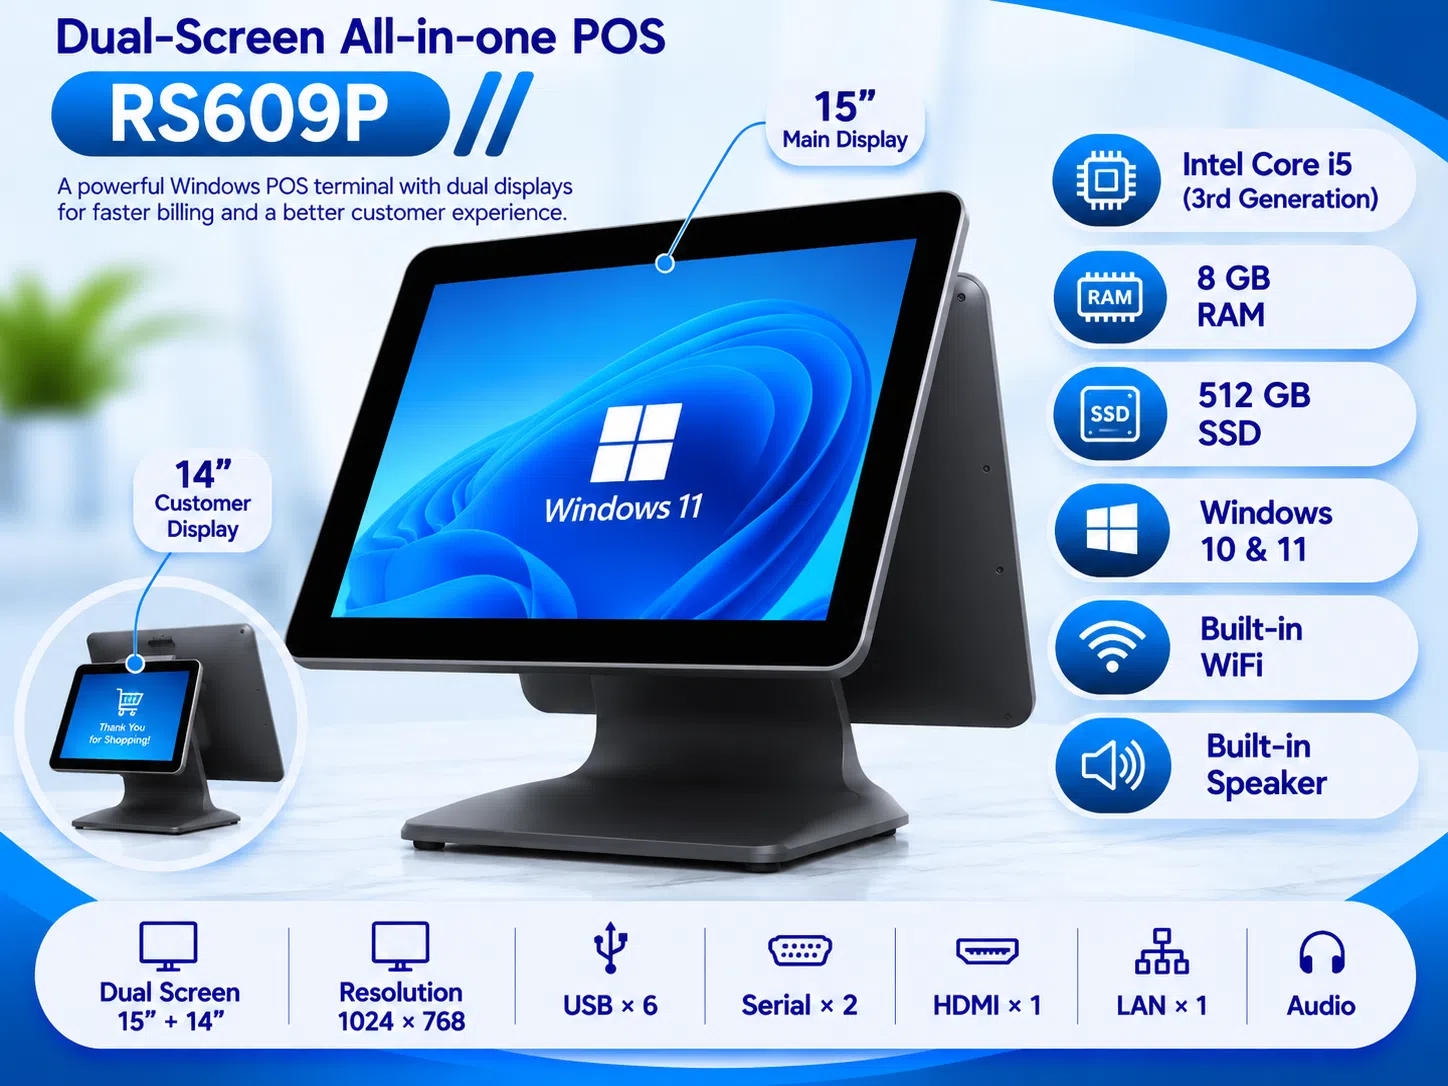 Dual-Screen All-in-one POS
RS609P
A powerful Windows POS terminal with dual displays
for faster billing and a better customer experience.
15”
Main Display
Windows 11
14”
Customer
Display
Thank You
for Shopping!
Intel Core i5
(3rd Generation)
RAM
8 GB
RAM
SSD
512 GB
SSD
Windows
10 & 11
Built-in
WiFi
Built-in
Speaker
Dual Screen
15” + 14”
Resolution
1024 × 768
USB × 6
Serial × 2
HDMI × 1
LAN × 1
Audio